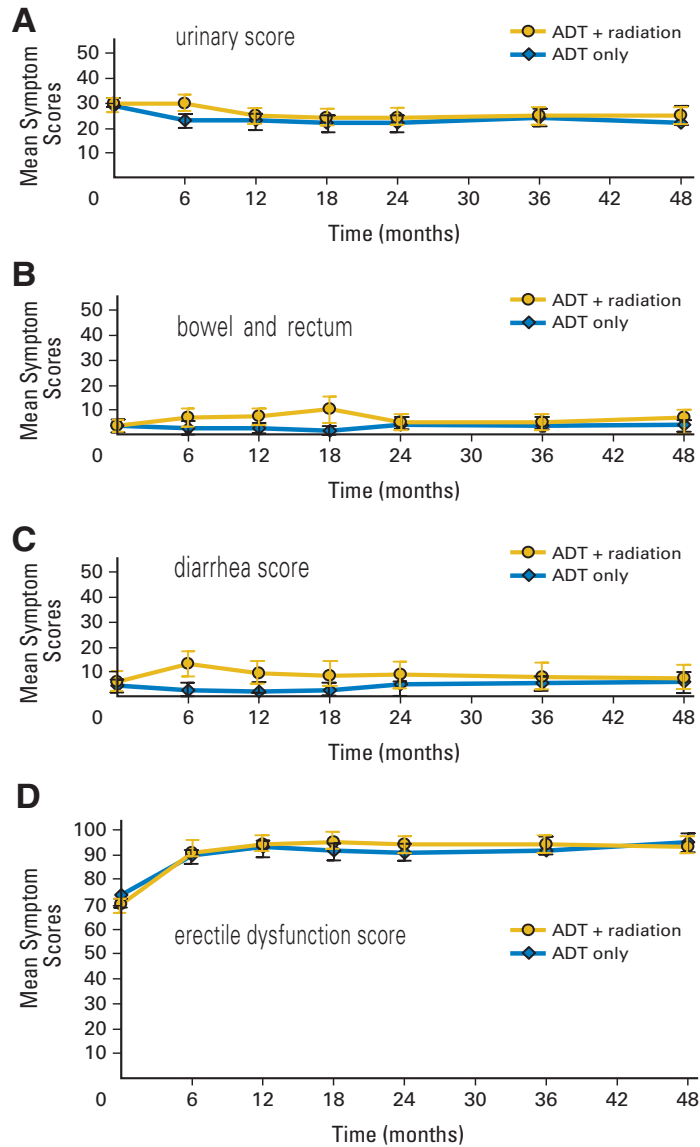 A
urinary score
ADT + radiation
ADT only
Mean Symptom
Scores
50
40
30
20
10
0
6
12
18
24
30
36
42
48
Time (months)
B
bowel and rectum
ADT + radiation
ADT only
Mean Symptom
Scores
50
40
30
20
10
0
6
12
18
24
30
36
42
48
Time (months)
C
diarrhea score
ADT + radiation
ADT only
Mean Symptom
Scores
50
40
30
20
10
0
6
12
18
24
30
36
42
48
Time (months)
D
erectile dysfunction score
ADT + radiation
ADT only
Mean Symptom
Scores
100
90
80
70
60
50
40
30
20
10
0
6
12
18
24
30
36
42
48
Time (months)